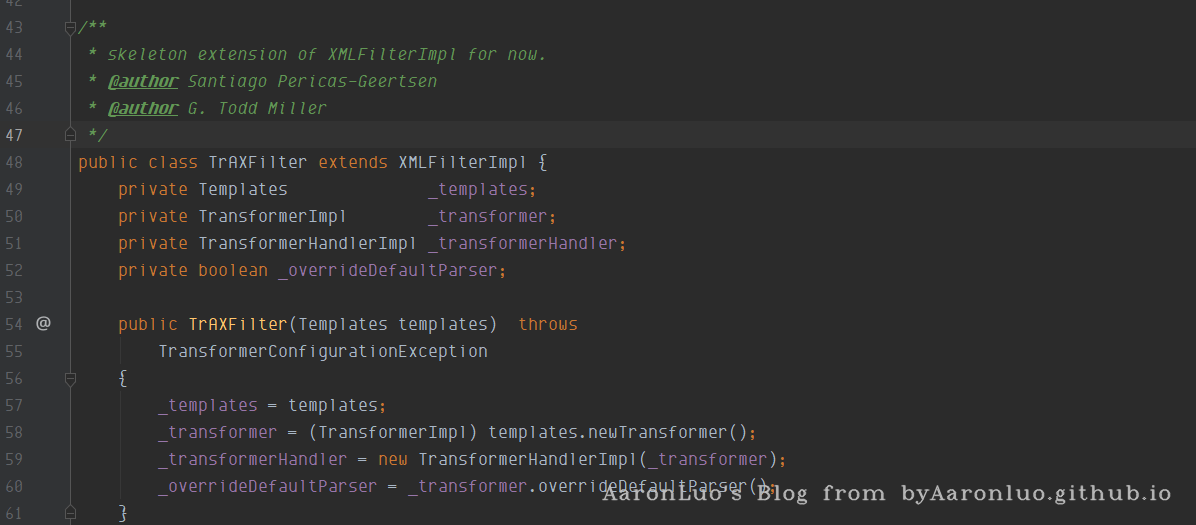 42
43 /**
44 * skeleton extension of XMLFilterImpl for now.
45 * @author Santiago Pericas-Geertsen
46 * @author G. Todd Miller
47 */
48 public class TrAXFilter extends XMLFilterImpl {
49 private Templates _templates;
50 private TransformerImpl _transformer;
51 private TransformerHandlerImpl _transformerHandler;
52 private boolean _overrideDefaultParser;
53
54 @ public TrAXFilter(Templates templates) throws
55 TransformerConfigurationException
56 {
57 _templates = templates;
58 _transformer = (TransformerImpl) templates.newTransformer();
59 _transformerHandler = new TransformerHandlerImpl(_transformer);
60 _overrideDefaultParser = _transformer.overrideDefaultParser();
AaronLuo's Blog from byAaronluo.github.io
61 }